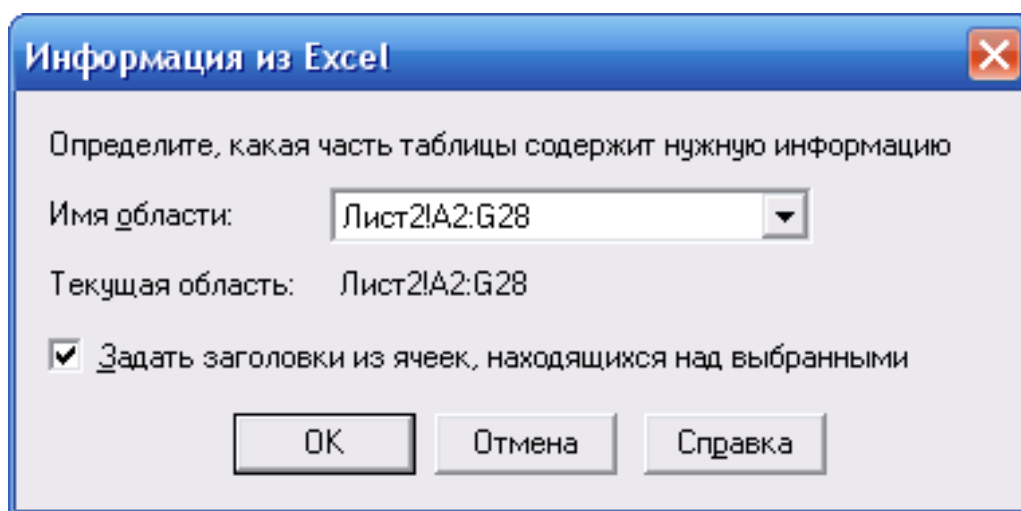 Информация из Excel
Определите, какая часть таблицы содержит нужную информацию
Имя области: Лист2!A2:G28
Текущая область: Лист2!A2:G28
Задать заголовки из ячеек, находящихся над выбранными
OK Отмена Справка